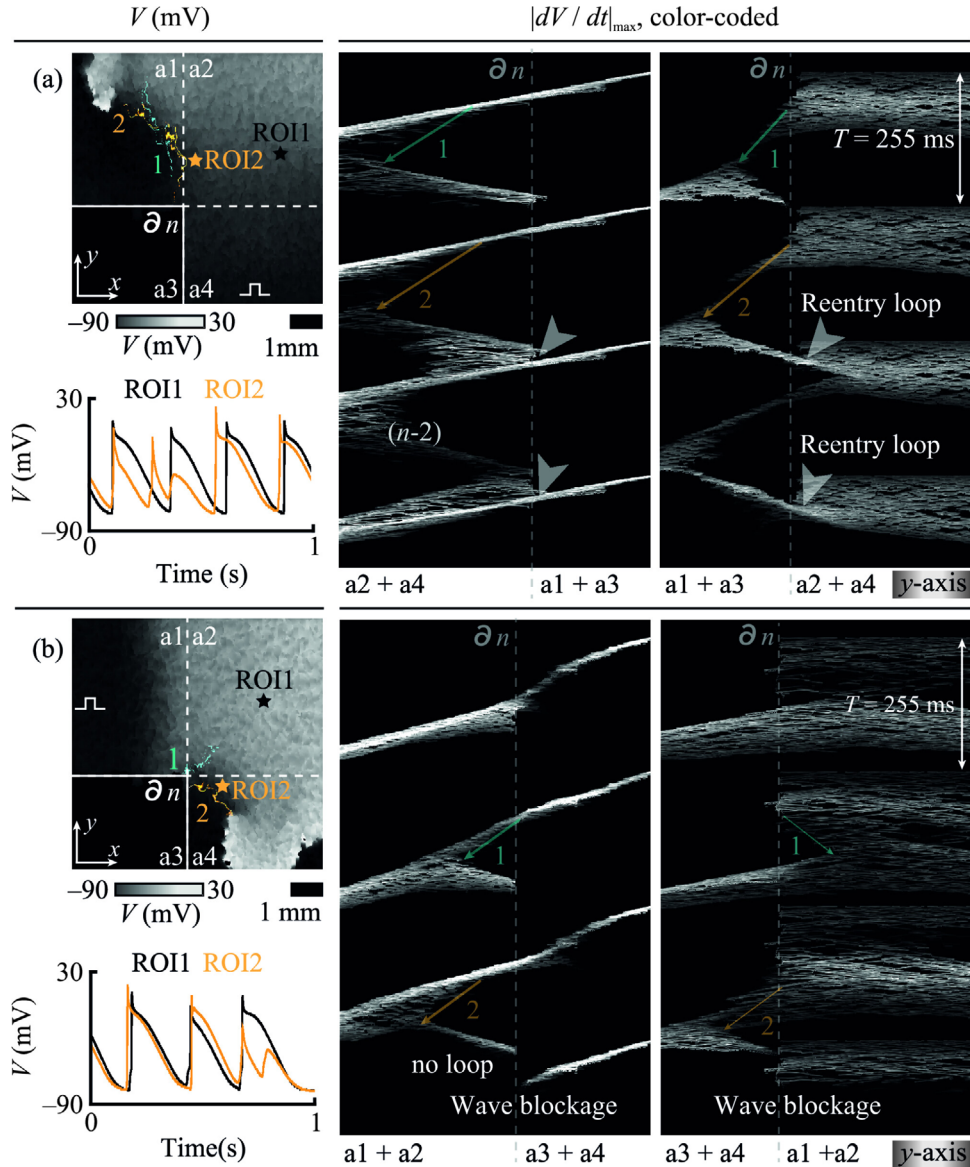 V (mV)
|dV / dt|max, color-coded
(a)
a1 a2
2
1
ROI1
ROI2
∂n
y
x
a3 a4
–90 30
V (mV)
1mm
ROI1 ROI2
30
V (mV)
–90
0 1
Time (s)
∂n
1
2
(n-2)
a2 + a4
a1 + a3
∂n
1
T = 255 ms
2
Reentry loop
Reentry loop
a1 + a3
a2 + a4
y-axis
(b)
a1 a2
ROI1
1
∂n
ROI2
2
y
x
a3 a4
–90 30
V (mV)
1 mm
ROI1 ROI2
30
V (mV)
–90
0 1
Time(s)
∂n
1
2
no loop
Wave blockage
a1 + a2
a3 + a4
∂n
T = 255 ms
1
2
Wave blockage
a3 + a4
a1 +a2
y-axis